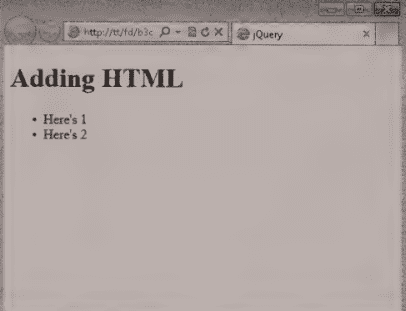 http://tt/fd/b3c
jQuery
Adding HTML
• Here's 1
• Here's 2